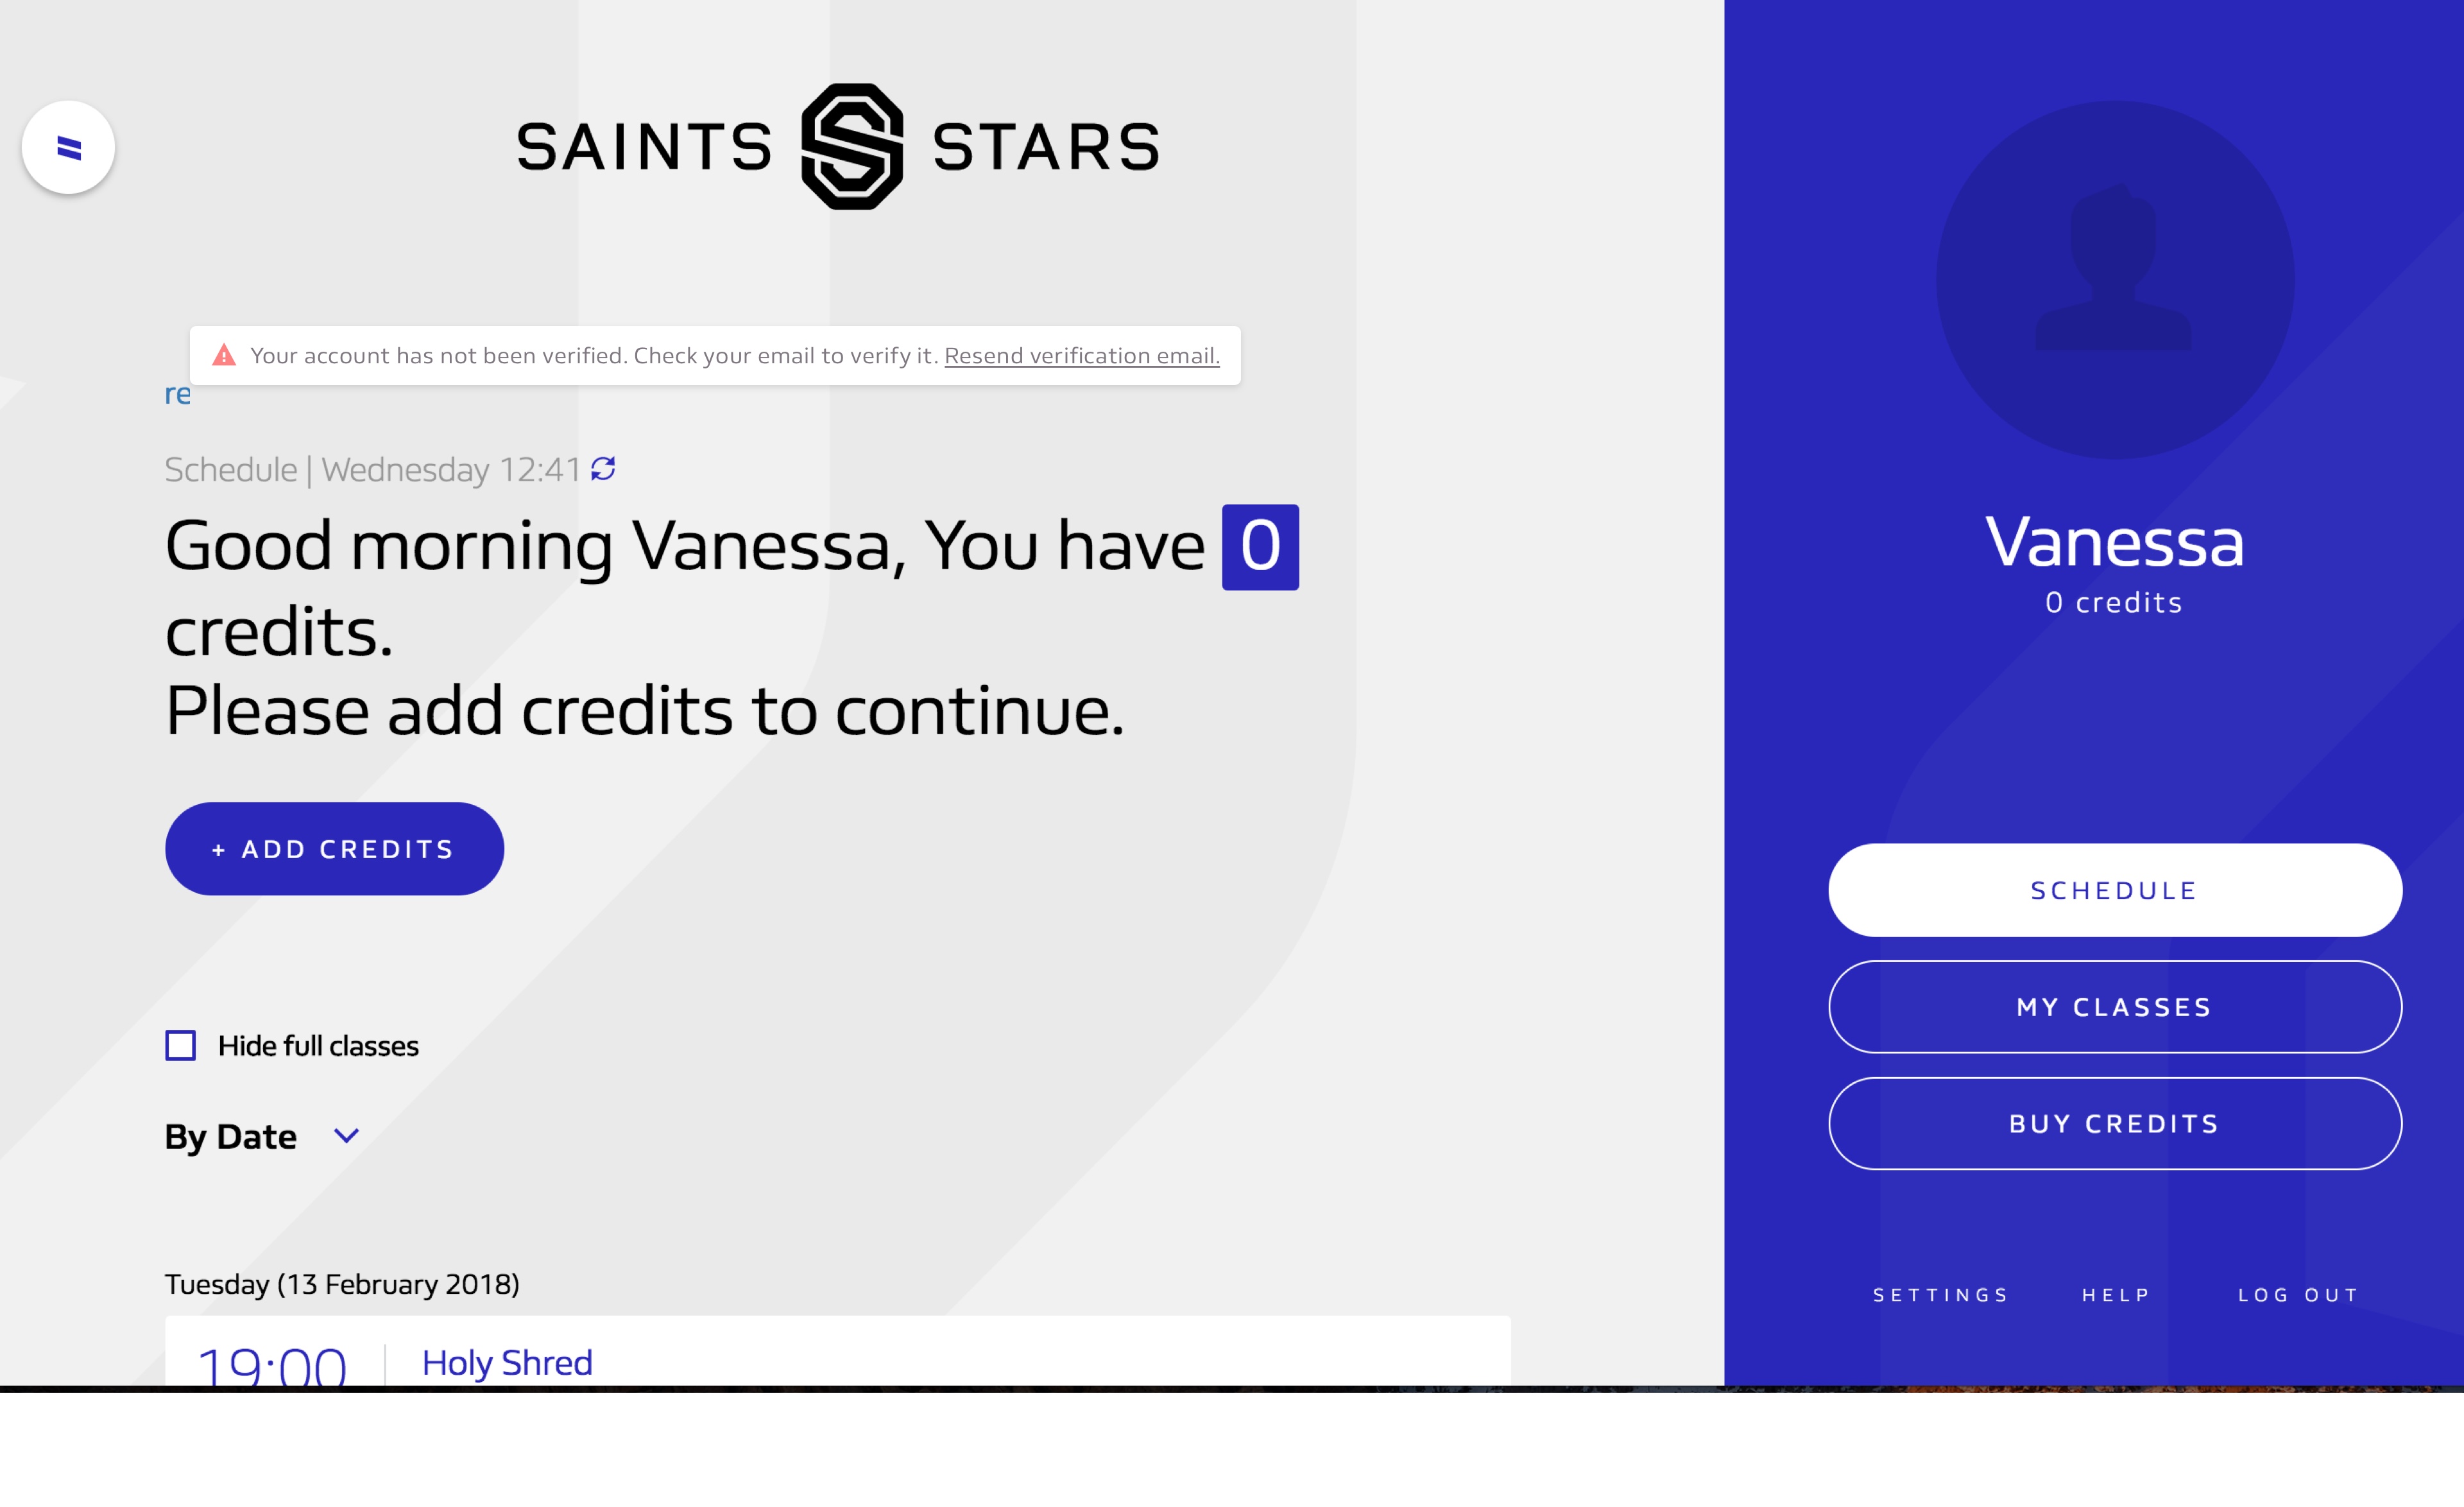 SAINTS STARS
Your account has not been verified. Check your email to verify it. Resend verification email.
re
Schedule | Wednesday 12:41
Good morning Vanessa, You have 0
credits.
Please add credits to continue.
+ ADD CREDITS
Hide full classes
By Date
Tuesday (13 February 2018)
19:00 Holy Shred
Vanessa
0 credits
SCHEDULE
MY CLASSES
BUY CREDITS
SETTINGS HELP LOG OUT